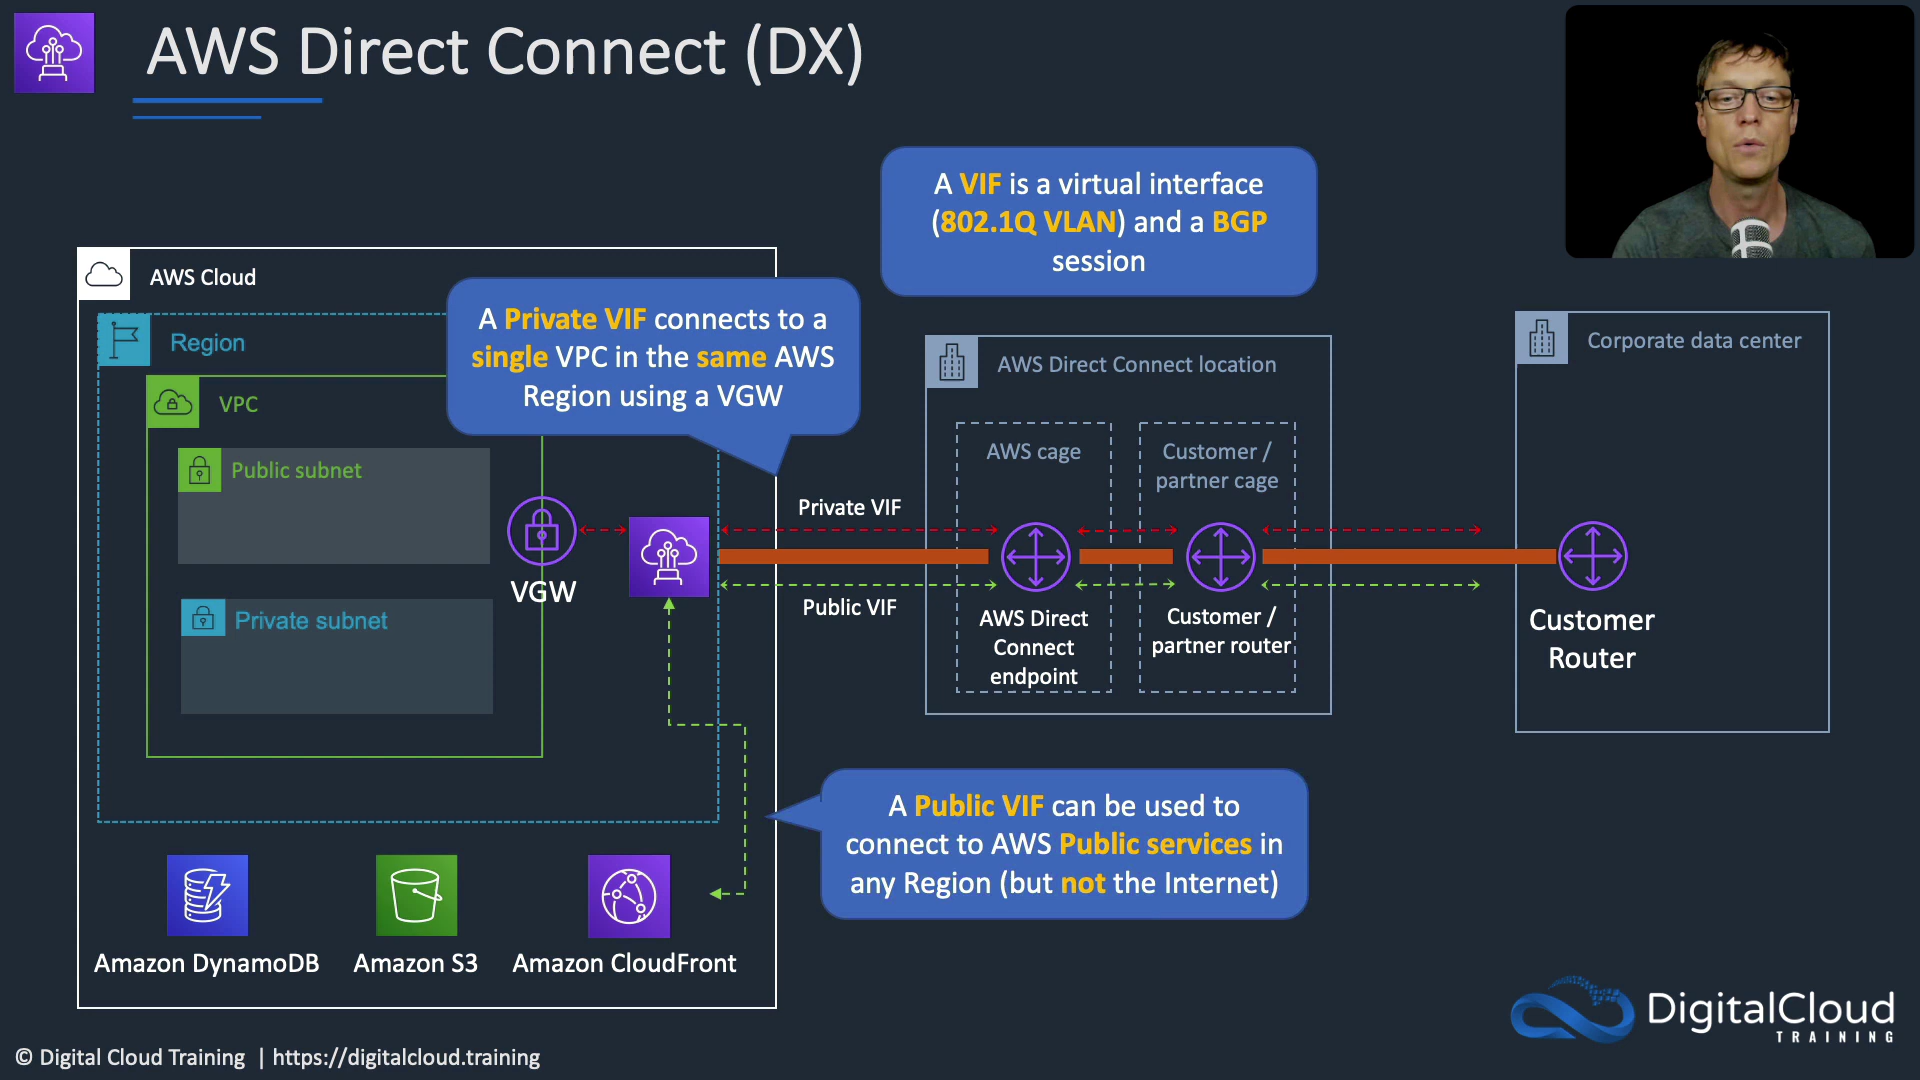 AWS Direct Connect (DX)
A VIF is a virtual interface
(802.1Q VLAN) and a BGP
session
AWS Cloud
A Private VIF connects to a
single VPC in the same AWS
Region using a VGW
Region
VPC
Public subnet
Private subnet
VGW
Private VIF
Public VIF
AWS Direct Connect location
AWS cage
Customer /
partner cage
AWS Direct
Connect
endpoint
Customer /
partner router
Corporate data center
Customer
Router
A Public VIF can be used to
connect to AWS Public services in
any Region (but not the Internet)
Amazon DynamoDB
Amazon S3
Amazon CloudFront
DigitalCloud
TRAINING
© Digital Cloud Training | https://digitalcloud.training